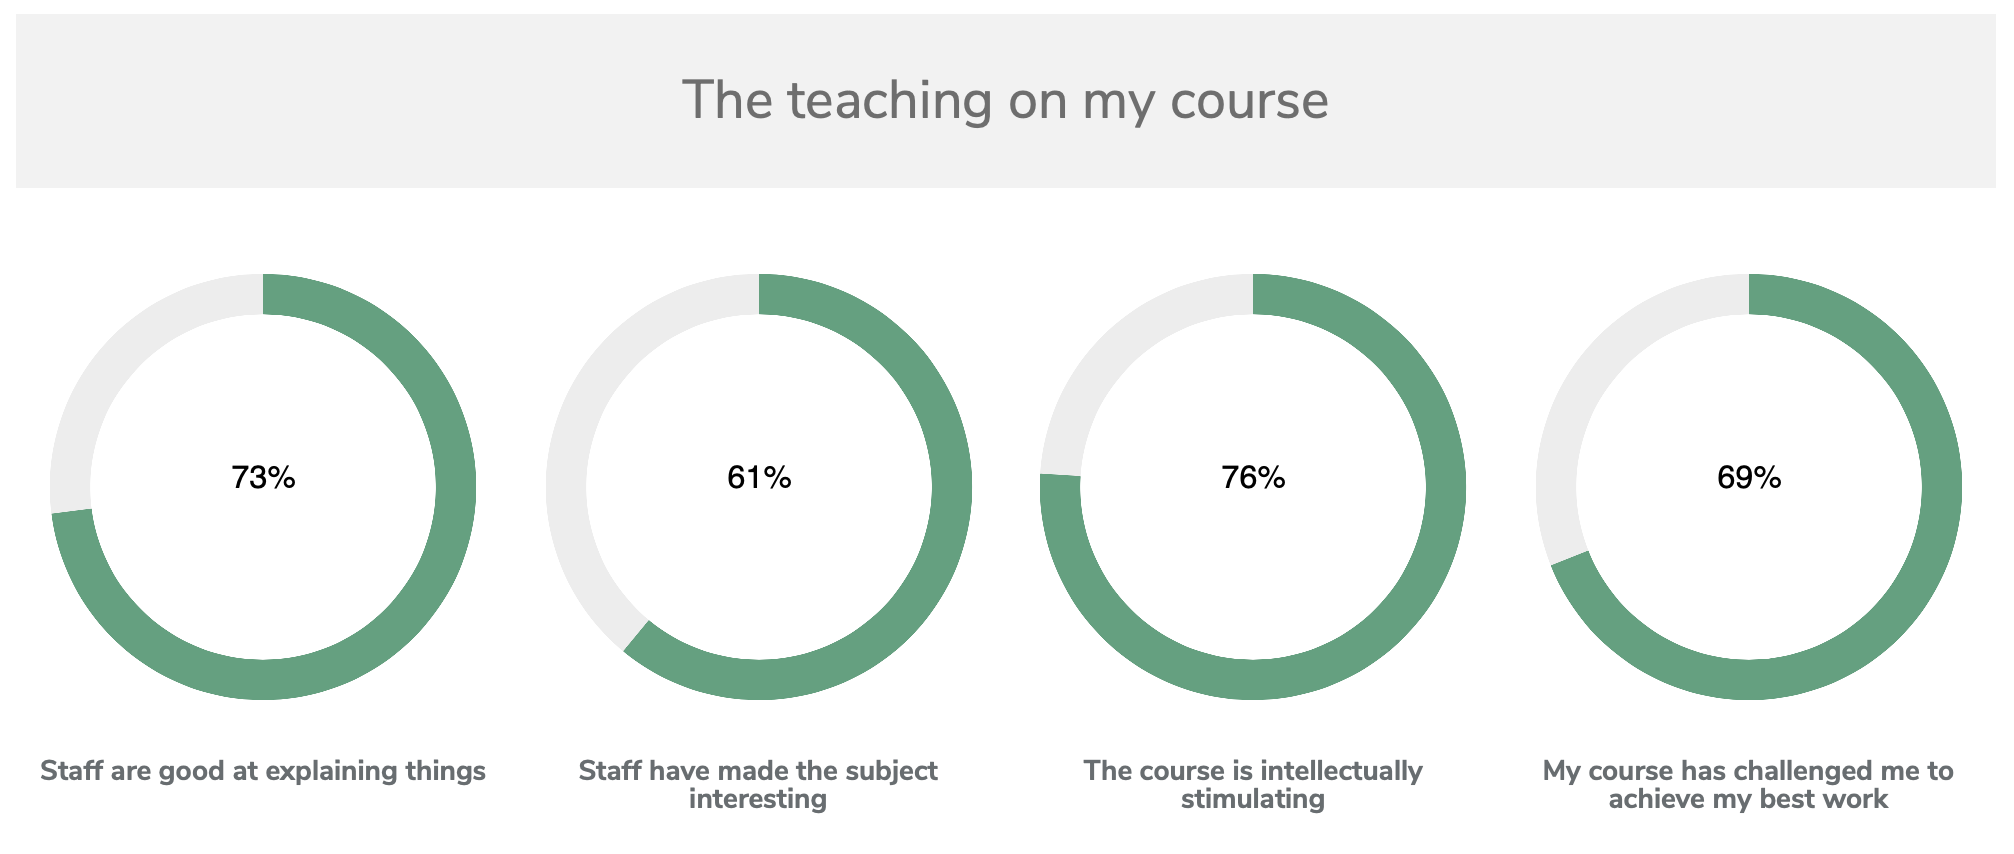 The teaching on my course
73%
61%
76%
69%
Staff are good at explaining things
Staff have made the subject
interesting
The course is intellectually
stimulating
My course has challenged me to
achieve my best work